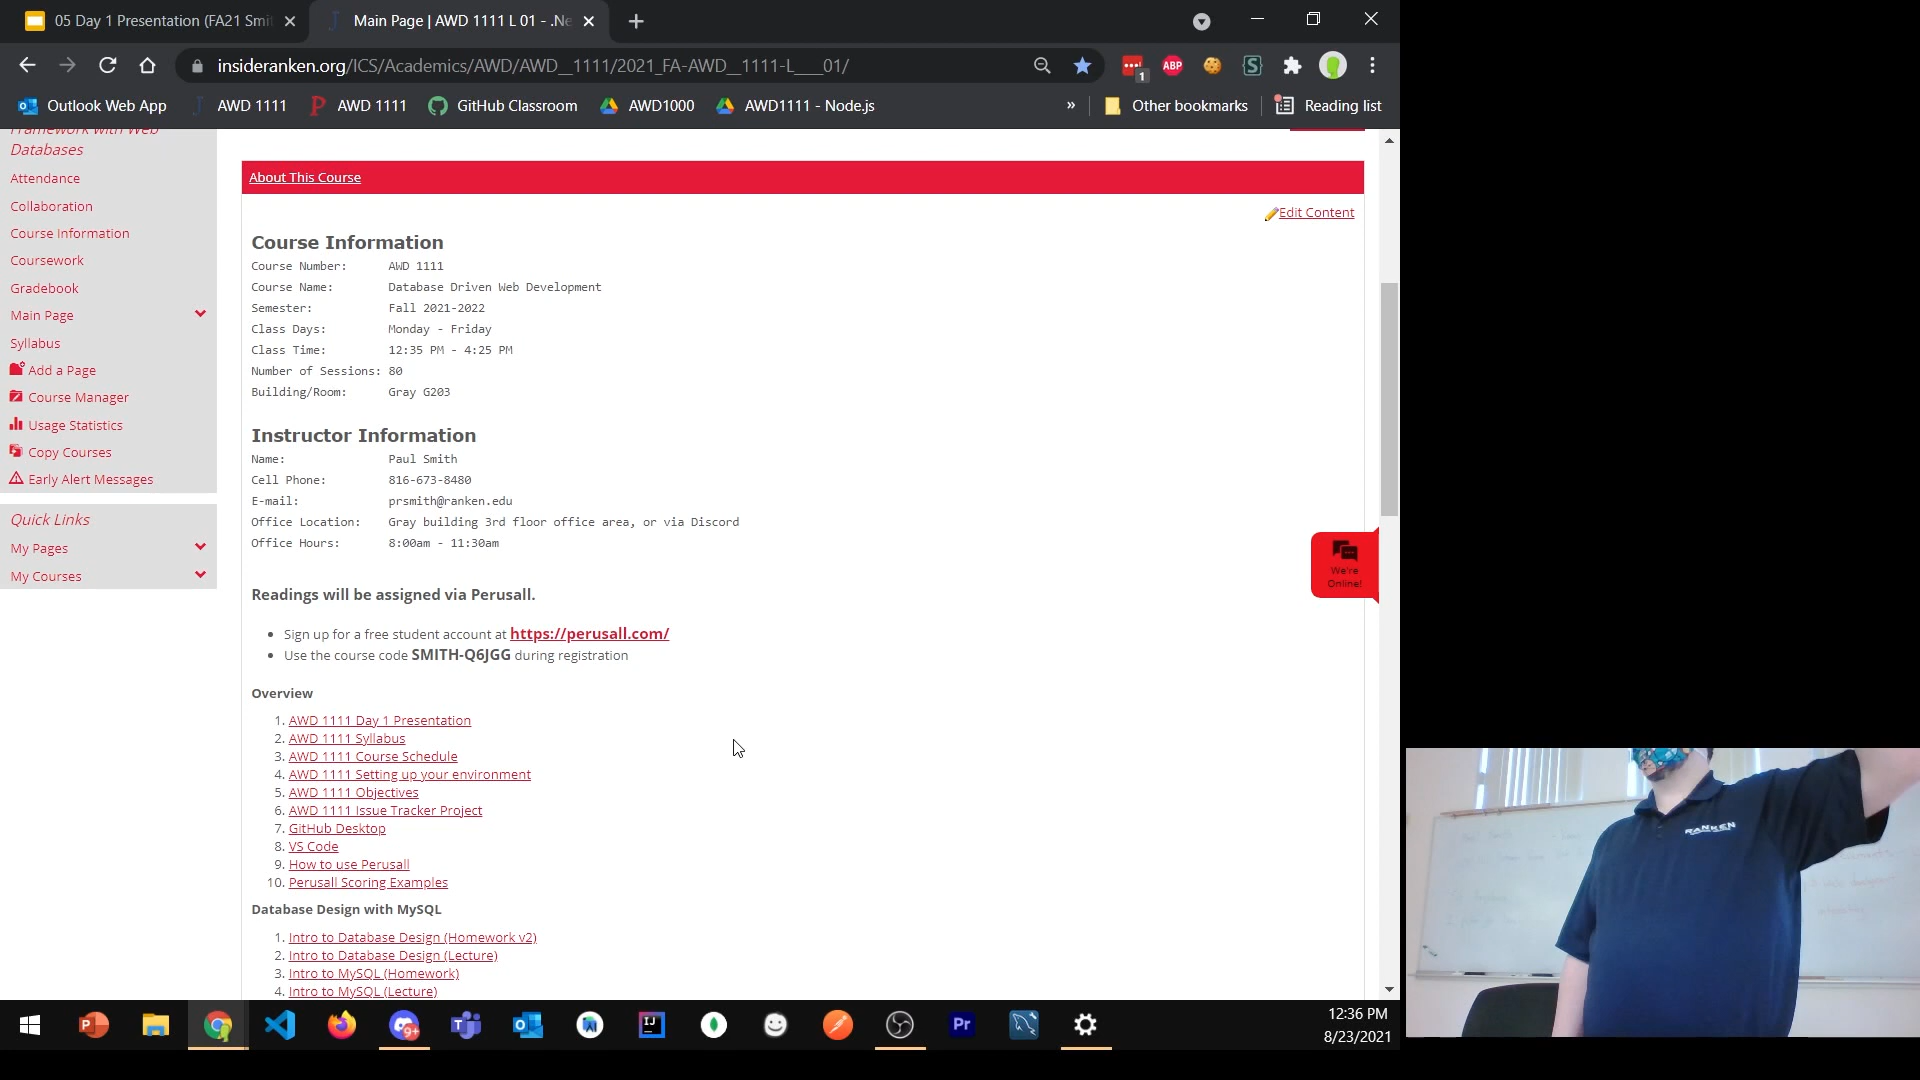 05 Day 1 Presentation (FA21 Smi
Main Page | AWD 1111 L 01 - .Ne
insideranken.org/ICS/Academics/AWD/AWD__1111/2021_FA-AWD__1111-L___01/
1
ABP
S
Outlook Web App
AWD 1111
AWD 1111
GitHub Classroom
AWD1000
AWD1111 - Node.js
»
Other bookmarks
Reading list
Framework with Web
Databases
Attendance
Collaboration
Course Information
Coursework
Gradebook
Main Page
Syllabus
Add a Page
Course Manager
Usage Statistics
Copy Courses
Early Alert Messages
Quick Links
My Pages
My Courses
About This Course
Edit Content
Course Information
Course Number: AWD 1111
Course Name: Database Driven Web Development
Semester: Fall 2021-2022
Class Days: Monday - Friday
Class Time: 12:35 PM - 4:25 PM
Number of Sessions: 80
Building/Room: Gray G203
Instructor Information
Name: Paul Smith
Cell Phone: 816-673-8480
E-mail: prsmith@ranken.edu
Office Location: Gray building 3rd floor office area, or via Discord
Office Hours: 8:00am - 11:30am
Readings will be assigned via Perusall.
Sign up for a free student account at https://perusall.com/
Use the course code SMITH-Q6JGG during registration
Overview
1. AWD 1111 Day 1 Presentation
2. AWD 1111 Syllabus
3. AWD 1111 Course Schedule
4. AWD 1111 Setting up your environment
5. AWD 1111 Objectives
6. AWD 1111 Issue Tracker Project
7. GitHub Desktop
8. VS Code
9. How to use Perusall
10. Perusall Scoring Examples
Database Design with MySQL
1. Intro to Database Design (Homework v2)
2. Intro to Database Design (Lecture)
3. Intro to MySQL (Homework)
4. Intro to MySQL (Lecture)
We're
Online!
RANKEN
9+
IJ
Pr
12:36 PM
8/23/2021